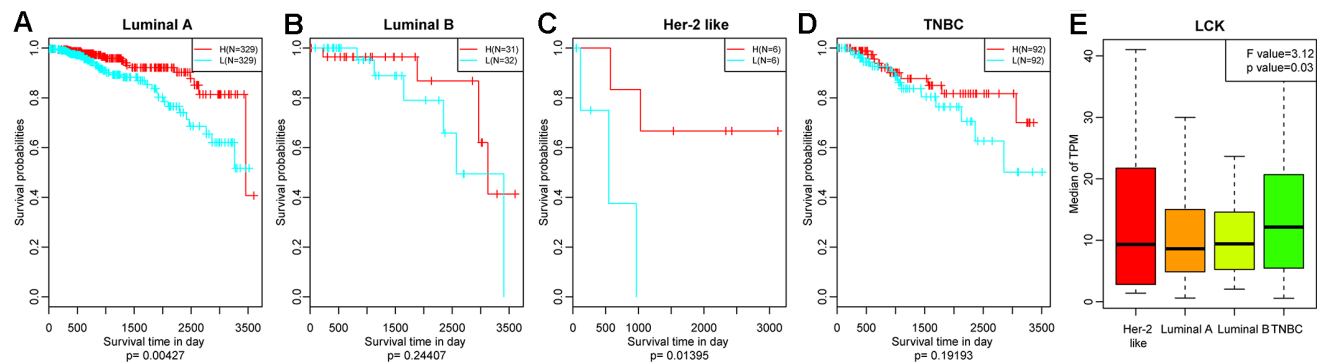 A
Luminal A
H(N=329)
L(N=329)
Survival probabilities
1.0
0.8
0.6
0.4
0.2
0.0
0 500 1500 2500 3500
Survival time in day
p= 0.00427
B
Luminal B
H(N=31)
L(N=32)
Survival probabilities
1.0
0.8
0.6
0.4
0.2
0.0
0 500 1500 2500 3500
Survival time in day
p= 0.24407
C
Her-2 like
H(N=6)
L(N=6)
Survival probabilities
1.0
0.8
0.6
0.4
0.2
0.0
0 500 1000 2000 3000
Survival time in day
p= 0.01395
D
TNBC
H(N=92)
L(N=92)
Survival probabilities
1.0
0.8
0.6
0.4
0.2
0.0
0 500 1500 2500 3500
Survival time in day
p= 0.19193
E
LCK
F value=3.12
p value=0.03
Median of TPM
40
30
20
10
0
Her-2 like
Luminal A
Luminal B
TNBC